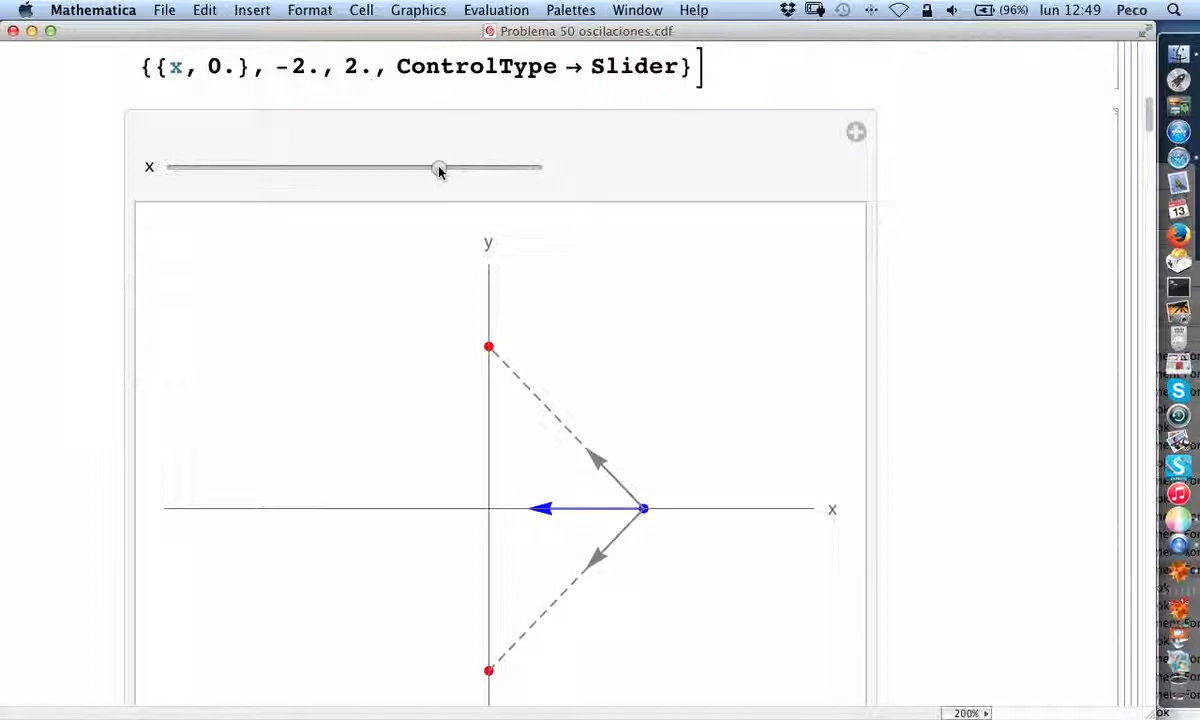 Mathematica File Edit Insert Format Cell Graphics Evaluation Palettes Window Help (96%) lun 12:49 Peco
Problema 50 oscilaciones.cdf
{{x, 0.}, -2., 2., ControlType → Slider}]
x
y
x
13
200%